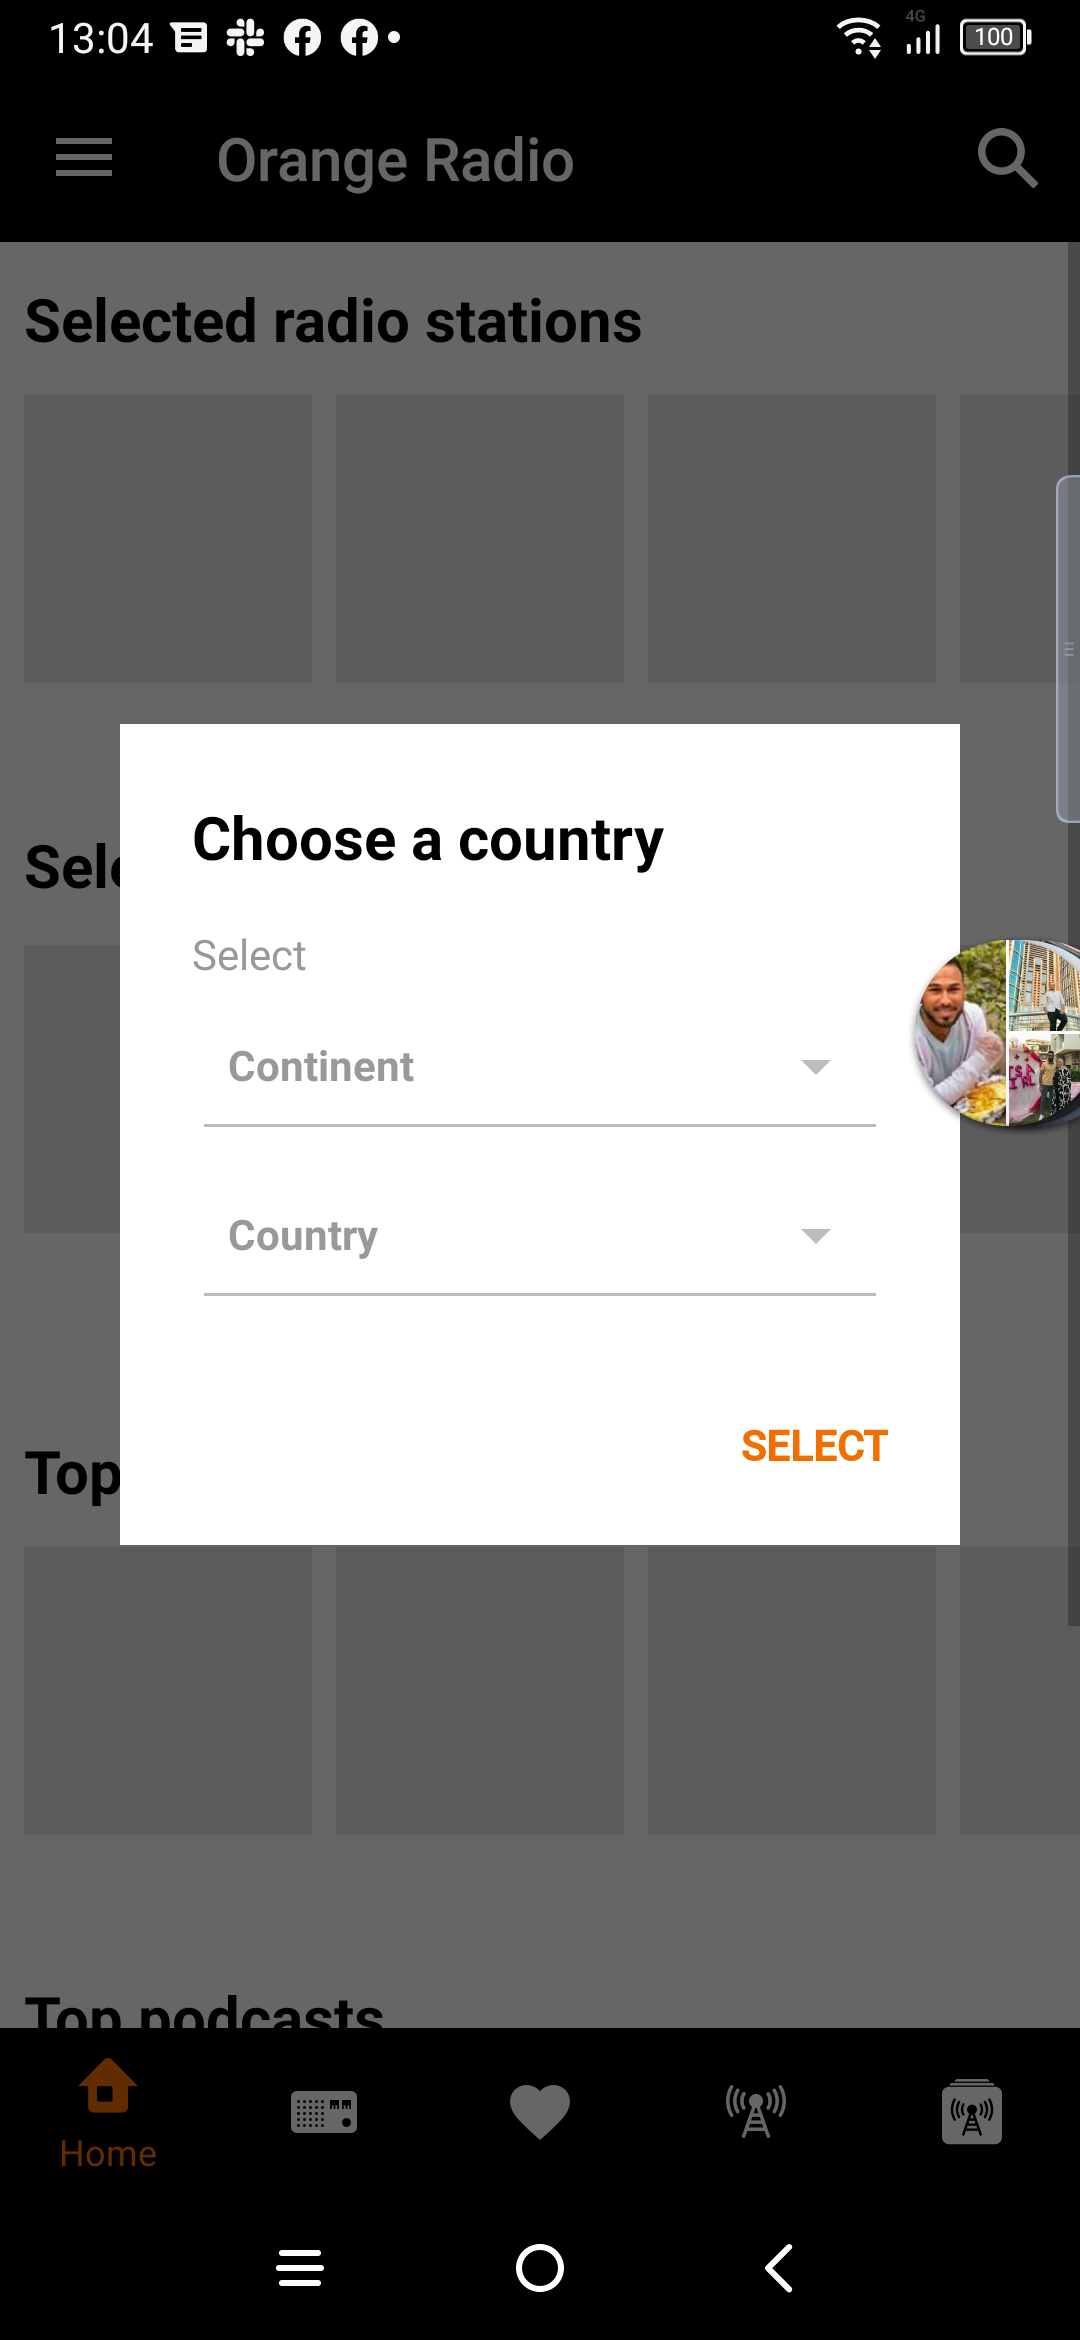 13:04
4G
100
Orange Radio
Selected radio stations
Choose a country
Select
Continent
Country
SELECT
Top
Top podcasts
Home